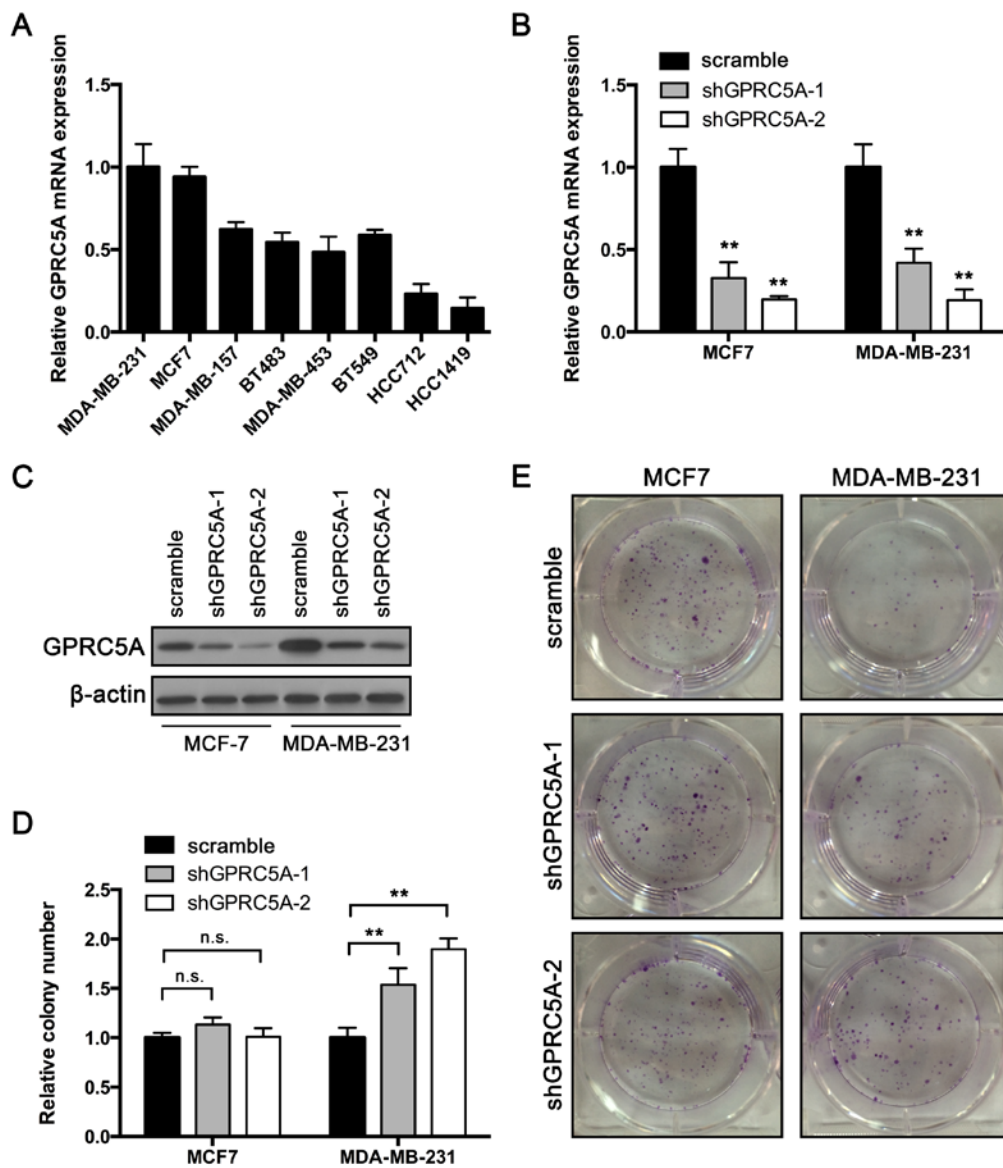 A
Relative GPRC5A mRNA expression
1.5
1.0
0.5
0.0
MDA-MB-231
MCF7
MDA-MB-157
BT483
MDA-MB-453
BT549
HCC712
HCC1419
B
scramble
shGPRC5A-1
shGPRC5A-2
Relative GPRC5A mRNA expression
1.5
1.0
0.5
0.0
**
**
**
**
MCF7
MDA-MB-231
C
scramble
shGPRC5A-1
shGPRC5A-2
scramble
shGPRC5A-1
shGPRC5A-2
GPRC5A
β-actin
MCF-7
MDA-MB-231
D
scramble
shGPRC5A-1
shGPRC5A-2
Relative colony number
2.5
2.0
1.5
1.0
0.5
0.0
n.s.
n.s.
**
**
MCF7
MDA-MB-231
E
MCF7
MDA-MB-231
scramble
shGPRC5A-1
shGPRC5A-2